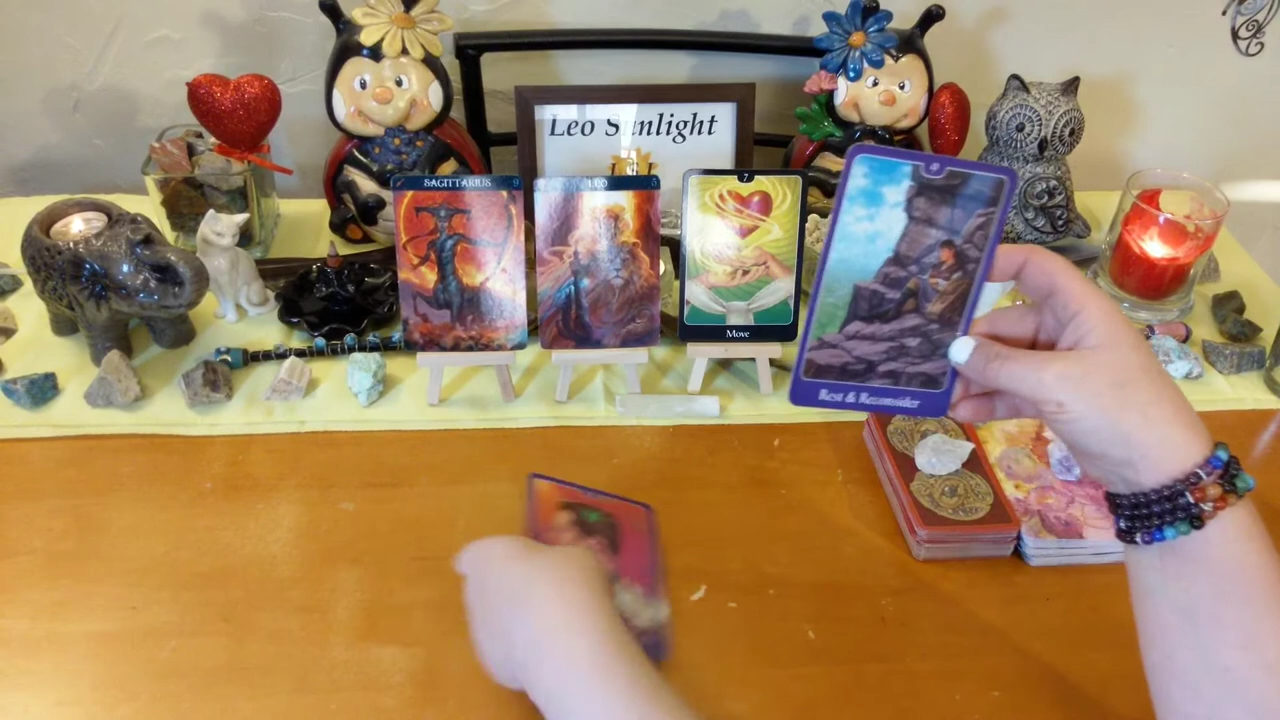 Leo Sunlight
SAGITTARIUS 9
LEO 5
7
Move
Rest & Reconsider